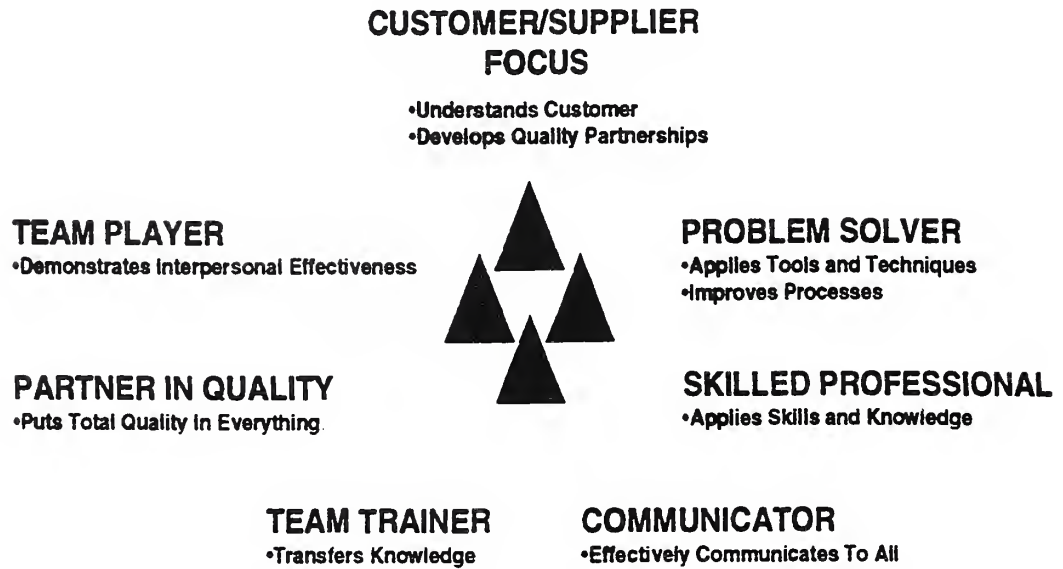 CUSTOMER/SUPPLIER
FOCUS
•Understands Customer
•Develops Quality Partnerships
TEAM PLAYER
•Demonstrates Interpersonal Effectiveness
PROBLEM SOLVER
•Applies Tools and Techniques
•Improves Processes
PARTNER IN QUALITY
•Puts Total Quality in Everything.
SKILLED PROFESSIONAL
•Applies Skills and Knowledge
TEAM TRAINER
•Transfers Knowledge
COMMUNICATOR
•Effectively Communicates To All